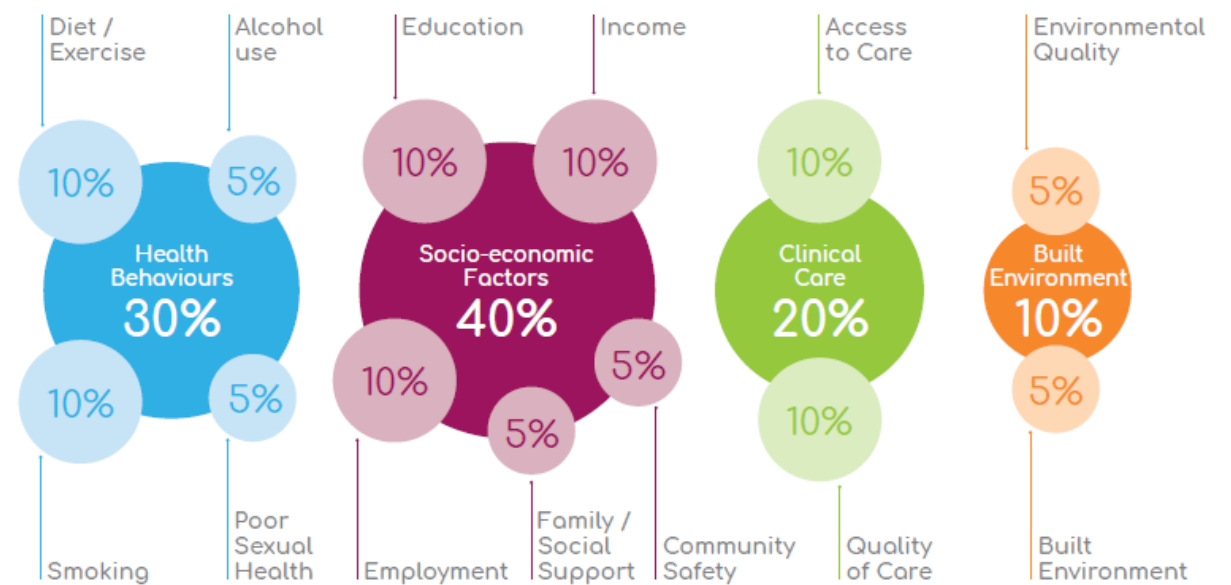 Diet /
Exercise
Alcohol
use
Education
Income
Access
to Care
Environmental
Quality
10%
5%
10%
10%
10%
5%
Health
Behaviours
30%
Socio-economic
Factors
40%
Clinical
Care
20%
Built
Environment
10%
10%
5%
10%
5%
5%
10%
5%
Smoking
Poor
Sexual
Health
Employment
Family /
Social
Support
Community
Safety
Quality
of Care
Built
Environment